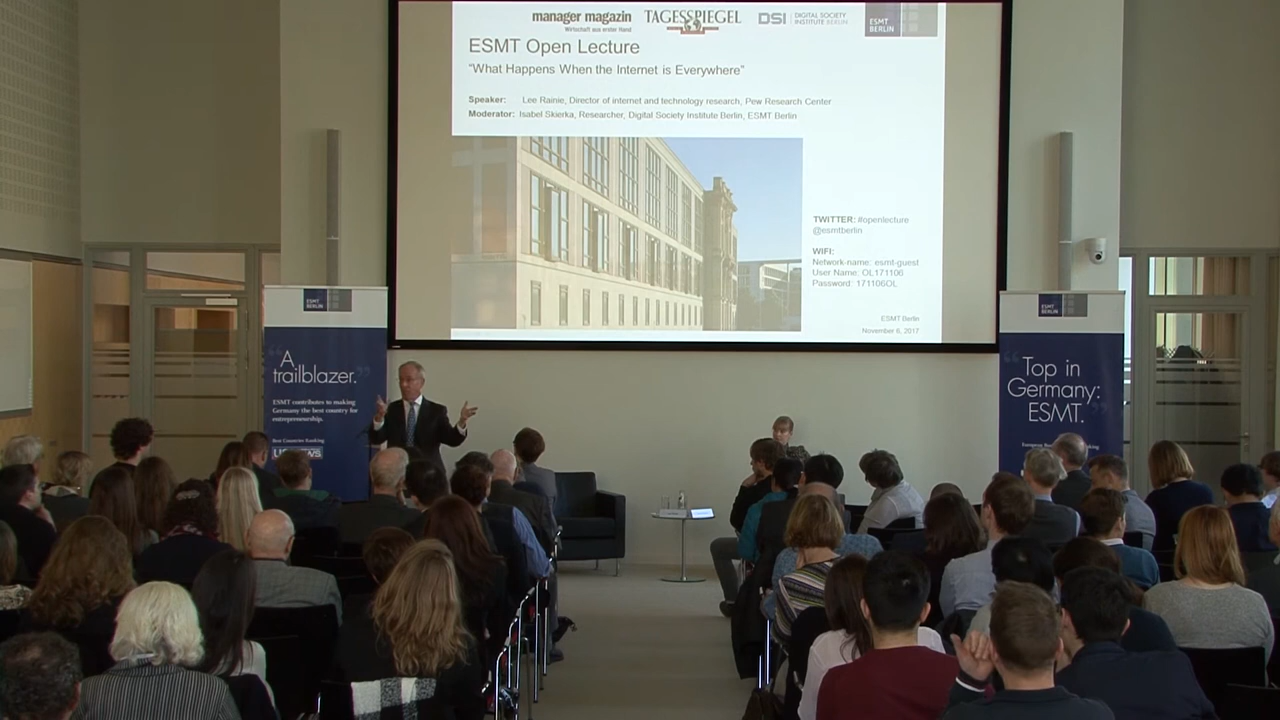 manager magazin
Wirtschaft aus erster Hand
TAGESSPIEGEL
DSI DIGITAL SOCIETY
INSTITUTE BERLIN
ESMT
BERLIN
ESMT Open Lecture
“What Happens When the Internet is Everywhere”
Speaker: Lee Rainie, Director of internet and technology research, Pew Research Center
Moderator: Isabel Skierka, Researcher, Digital Society Institute Berlin, ESMT Berlin
TWITTER: #openlecture
@esmtberlin
WIFI:
Network-name: esmt-guest
User Name: OL171106
Password: 171106OL
ESMT Berlin
November 6, 2017
ESMT
BERLIN
“A
trailblazer.”
ESMT contributes to making
Germany the best country for
entrepreneurship.
Best Countries Ranking
U.S.NEWS
ESMT
BERLIN
“Top in
Germany:
ESMT.”
European Business